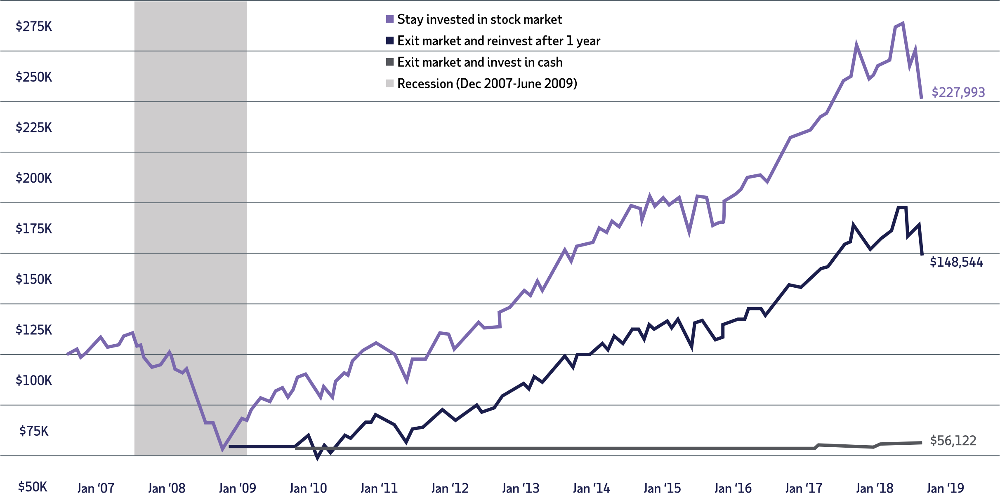 Stay invested in stock market
Exit market and reinvest after 1 year
Exit market and invest in cash
Recession (Dec 2007-June 2009)
$275K
$250K
$225K
$200K
$175K
$150K
$125K
$100K
$75K
$50K
$227,993
$148,544
$56,122
Jan ‘07 Jan ‘08 Jan ‘09 Jan ‘10 Jan ‘11 Jan ‘12 Jan ‘13 Jan ‘14 Jan ‘15 Jan ‘16 Jan ‘17 Jan ‘18 Jan ‘19